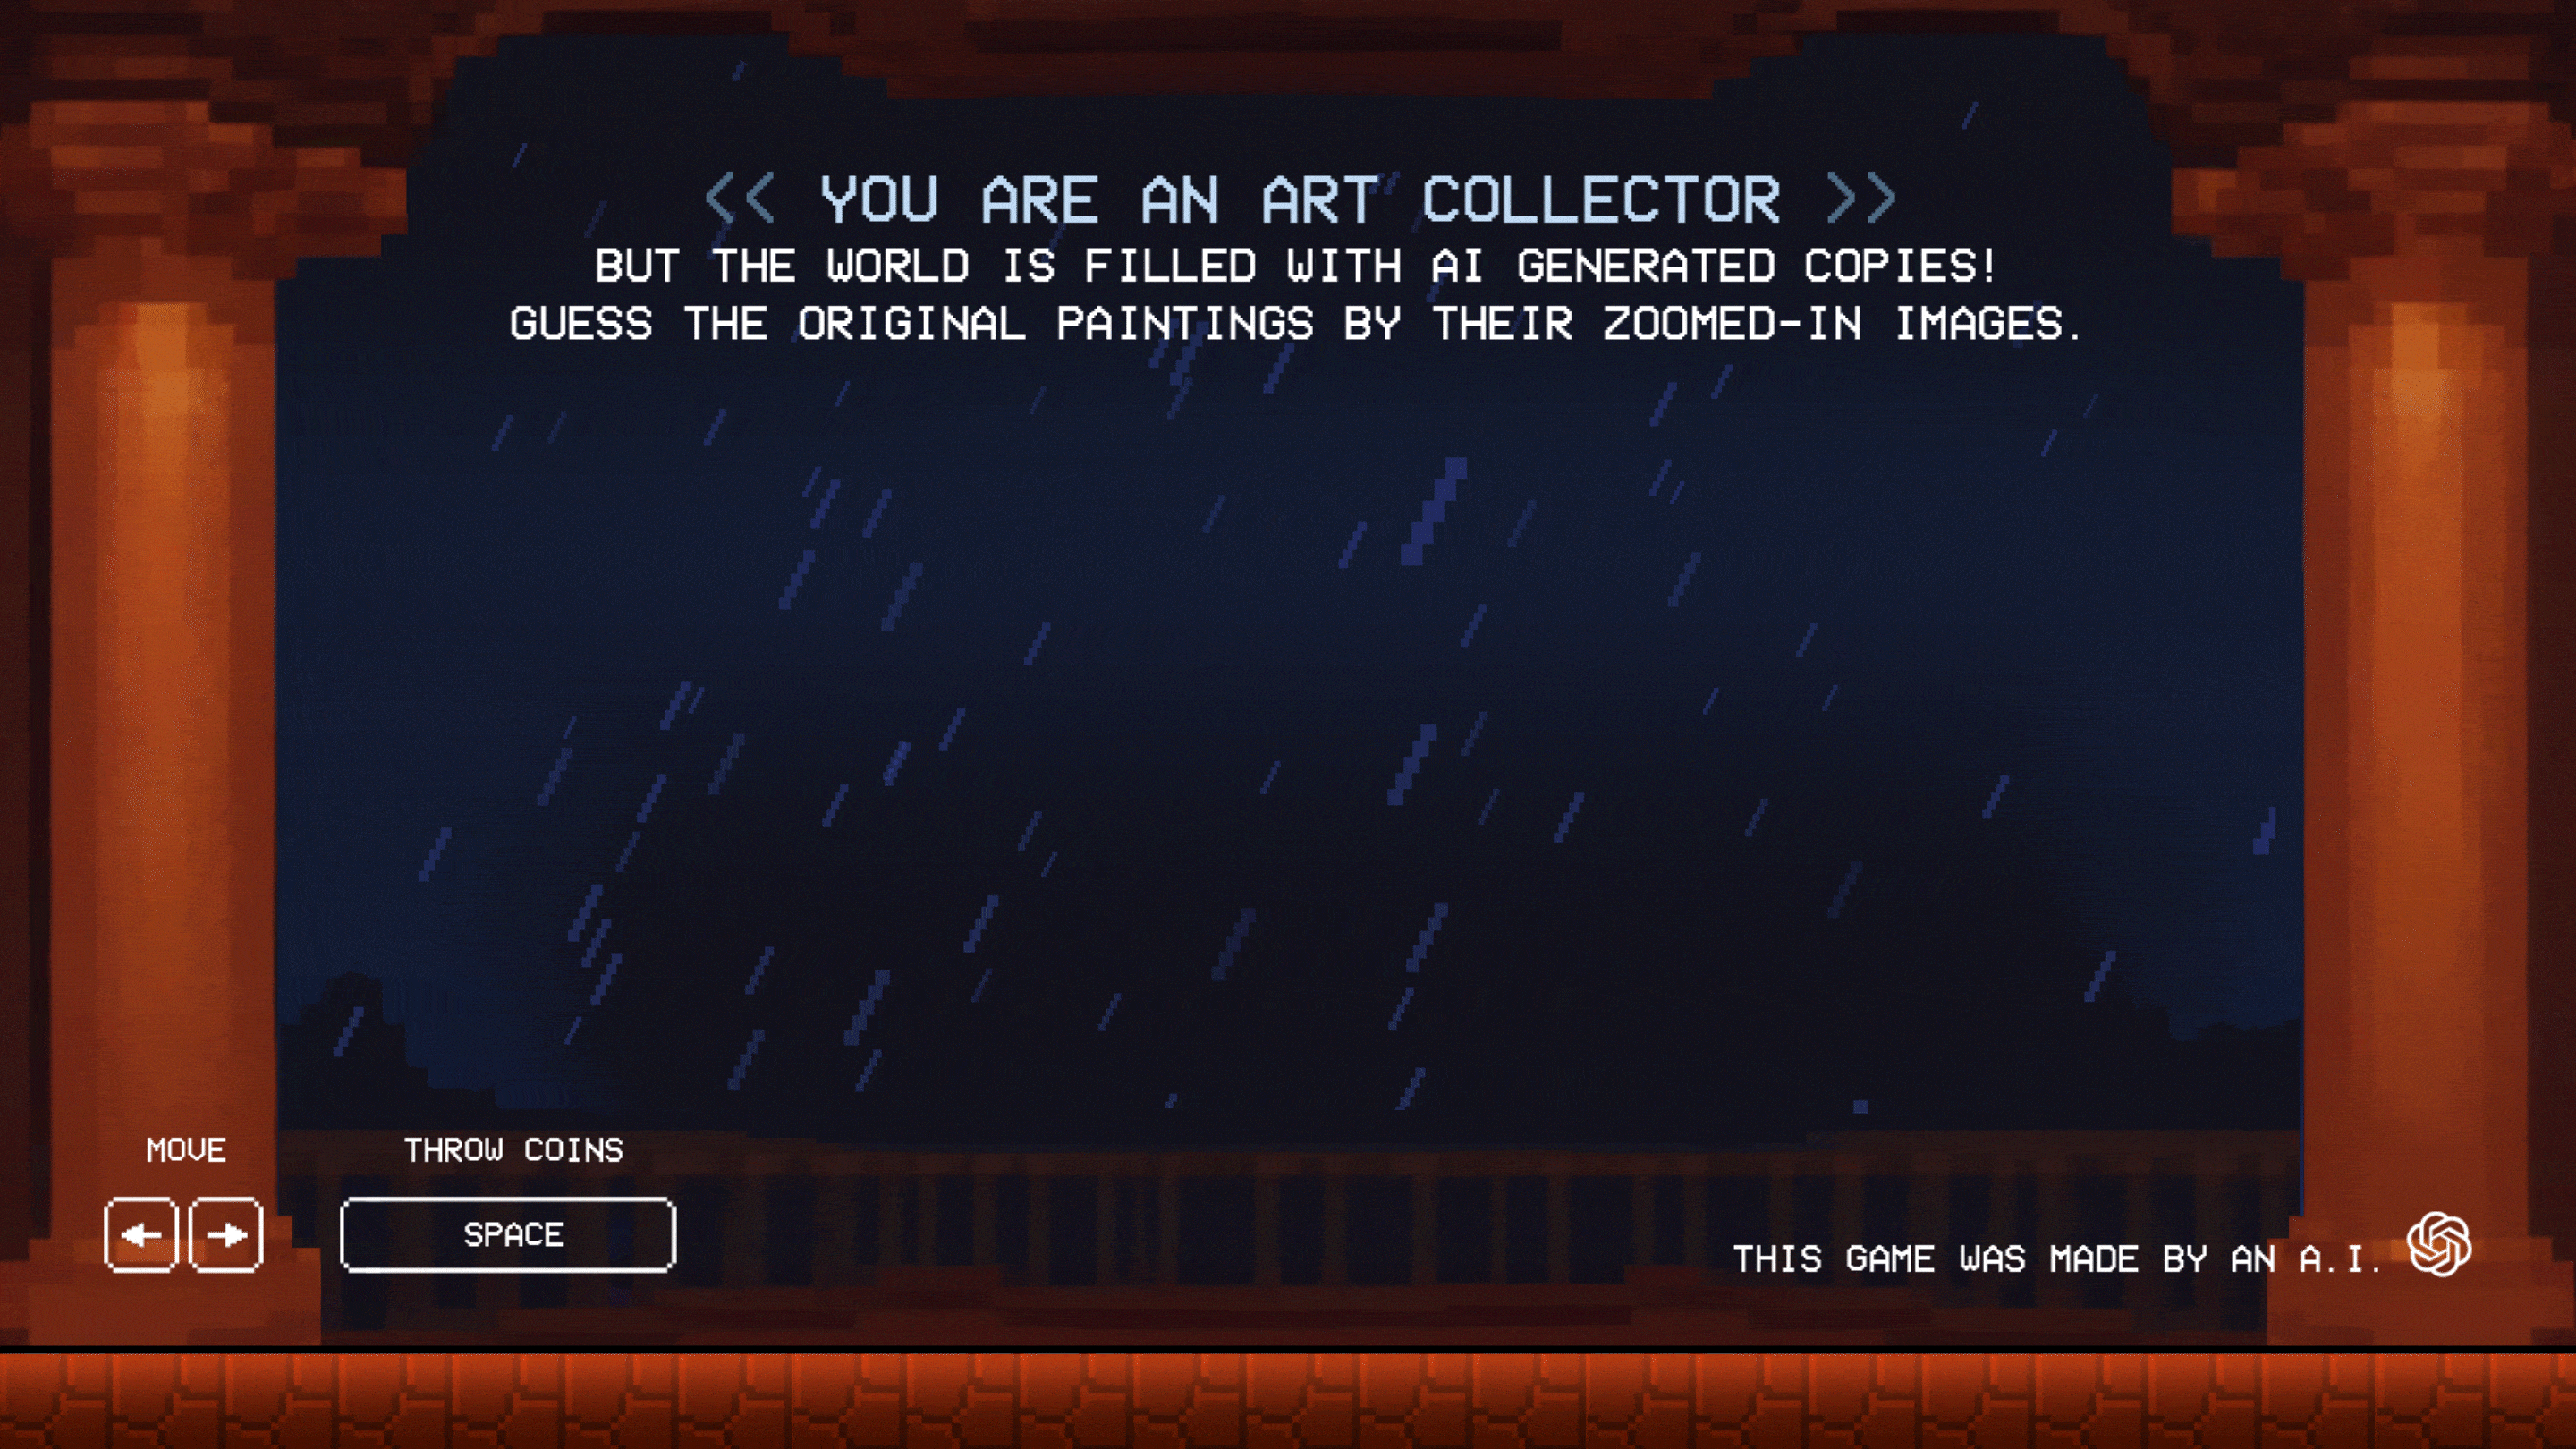 << YOU ARE AN ART COLLECTOR >>
BUT THE WORLD IS FILLED WITH AI GENERATED COPIES!
GUESS THE ORIGINAL PAINTINGS BY THEIR ZOOMED-IN IMAGES.
MOVE
THROW COINS
SPACE
THIS GAME WAS MADE BY AN A.I.